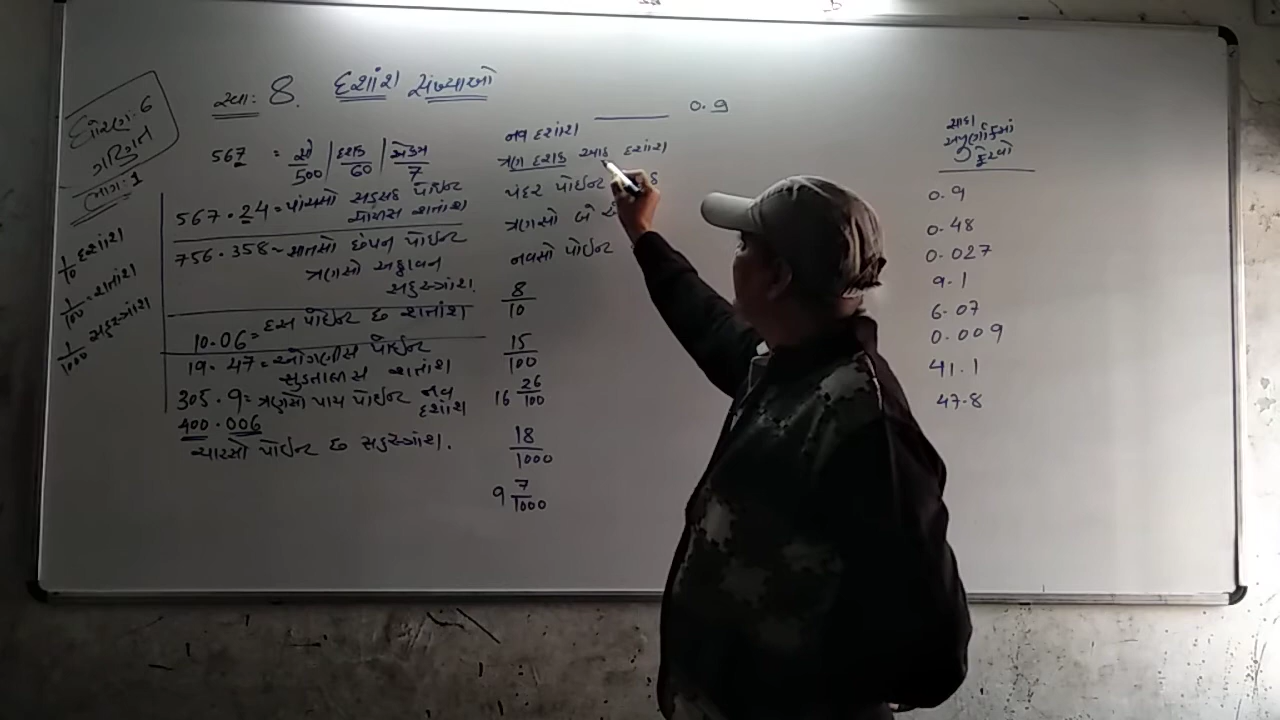 ધોરણ: 6
ગણિત
ભાગ-1
સ્વા: 8. દશાંશ સંખ્યાઓ
567 = સો/500 | દશક/60 | એકમ/7
567.24 = પાંચસો સડસઠ પોઈન્ટ
ચોવીસ શતાંશ
756.358 = સાતસો છપ્પન પોઈન્ટ
ત્રણસો અઠ્ઠાવન
સહસ્ત્રાંશ.
10.06 = દસ પોઈન્ટ છ શતાંશ
19.47 = ઓગણીસ પોઈન્ટ
સુડતાલીસ શતાંશ
305.9 = ત્રણસો પાંચ પોઈન્ટ નવ
દશાંશ
400.006
ચારસો પોઈન્ટ છ સહસ્ત્રાંશ.
1/10 દશાંશ
1/100 = શતાંશ
1/1000 સહસ્ત્રાંશ
નવ દશાંશ 0.9
ત્રણ દશક આઠ દશાંશ
પંદર પોઈન્ટ
ત્રણસો બે
નવસો પોઈન્ટ
8/10
15/100
16 26/100
18/1000
9 7/1000
સાદા
અપૂર્ણાંકમાં
ફેરવો
0.9
0.48
0.027
9.1
6.07
0.009
41.1
47.8